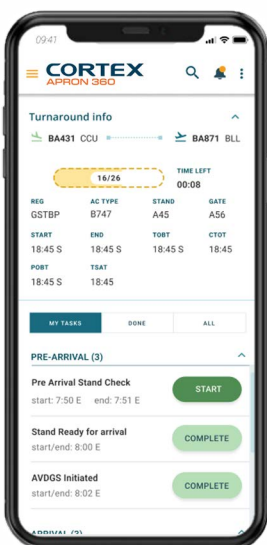 09:41
CORTEX
APRON 360
Turnaround info
BA431 CCU BA871 BLL
16/26
TIME LEFT
00:08
REG AC TYPE STAND GATE
GSTBP B747 A45 A56
START END TOBT CTOT
18:45 S 18:45 S 18:45 S 18:45
POBT TSAT
18:45 S 18:45
MY TASKS DONE ALL
PRE-ARRIVAL (3)
Pre Arrival Stand Check
start: 7:50 E end: 7:51 E
START
Stand Ready for arrival
start/end: 8:00 E
COMPLETE
AVDGS Initiated
start/end: 8:02 E
COMPLETE
ARRIVAL (2)